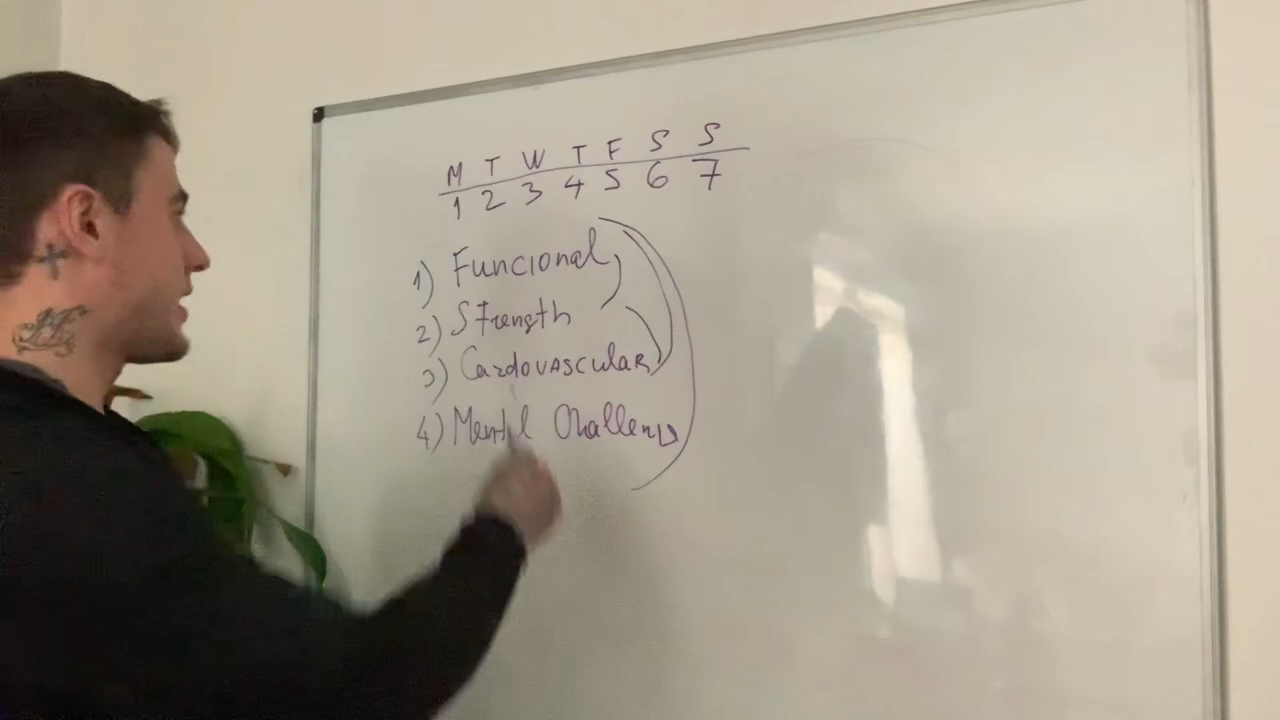 M T W T F S S
1 2 3 4 5 6 7
1) Funcional
2) Strength
3) Cardovascular
4) Mental Challeng